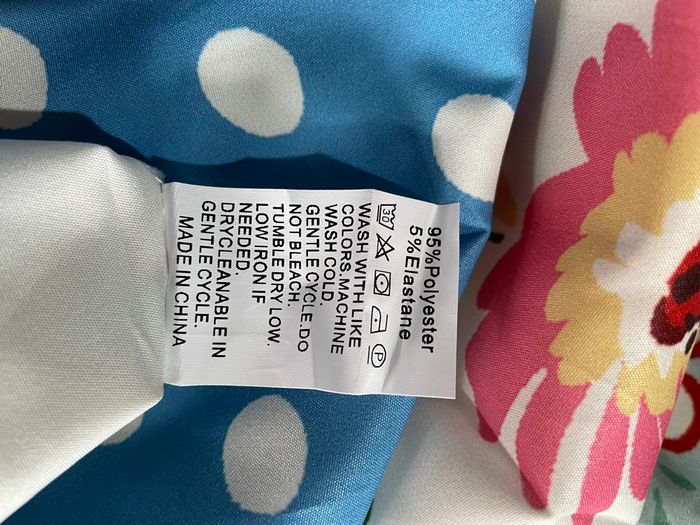 95%Polyester
5%Elastane
30 P
WASH WITH LIKE
COLORS.MACHINE
WASH COLD.
GENTLE CYCLE.DO
NOT BLEACH.
TUMBLE DRY LOW.
LOW IRON IF
NEEDED.
DRYCLEANABLE IN
GENTLE CYCLE.
MADE IN CHINA